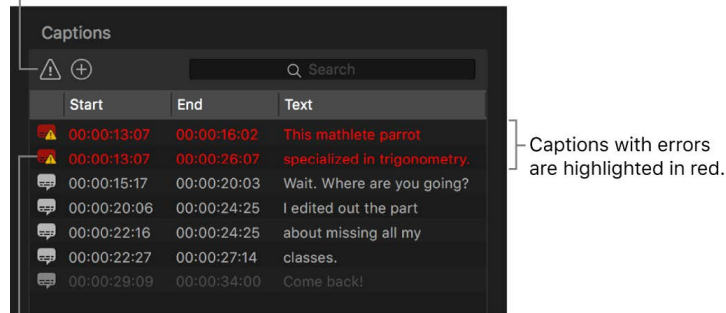 Captions
Search
Start End Text
00:00:13:07 00:00:16:02 This mathlete parrot
00:00:13:07 00:00:26:07 specialized in trigonometry.
00:00:15:17 00:00:20:03 Wait. Where are you going?
00:00:20:06 00:00:24:25 I edited out the part
00:00:22:16 00:00:24:25 about missing all my
00:00:22:27 00:00:27:14 classes.
00:00:29:09 00:00:34:00 Come back!
Captions with errors
are highlighted in red.